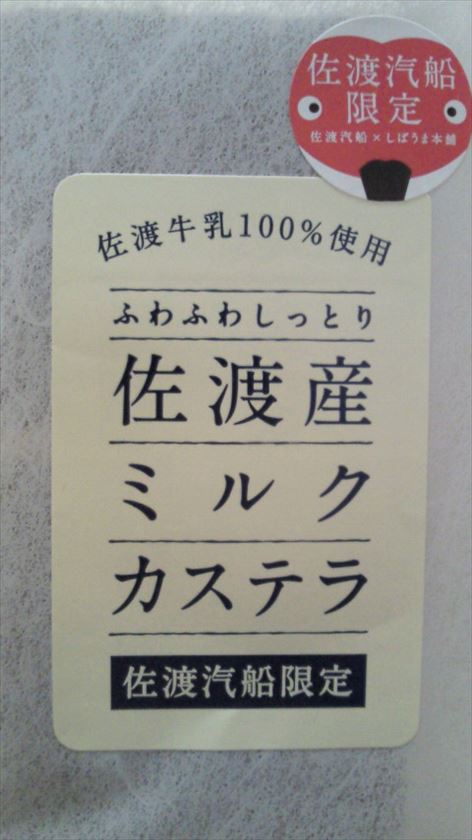 佐渡汽船
限定
佐渡汽船×しばうま本舗
佐渡牛乳100%使用
ふわふわしっとり
佐渡産
ミルク
カステラ
佐渡汽船限定